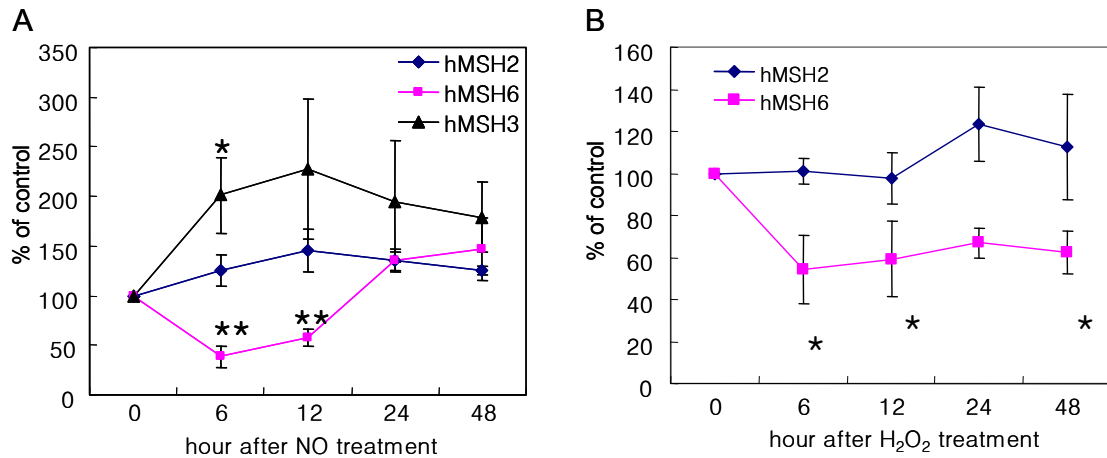 A
350
300
250
200
150
100
50
0
% of control
hMSH2
hMSH6
hMSH3
*
**
**
0 6 12 24 48
hour after NO treatment
B
160
140
120
100
80
60
40
20
0
% of control
hMSH2
hMSH6
*
*
*
0 6 12 24 48
hour after H₂O₂ treatment